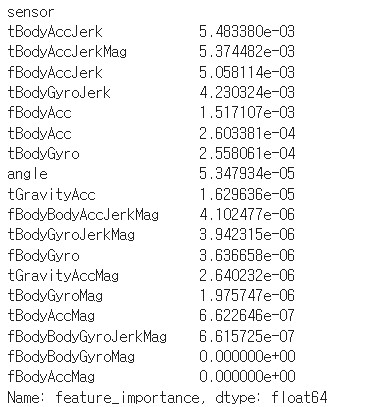 sensor
tBodyAccJerk 5.483380e-03
tBodyAccJerkMag 5.374482e-03
fBodyAccJerk 5.058114e-03
tBodyGyroJerk 4.230324e-03
fBodyAcc 1.517107e-03
tBodyAcc 2.603381e-04
tBodyGyro 2.558061e-04
angle 5.347934e-05
tGravityAcc 1.629636e-05
fBodyBodyAccJerkMag 4.102477e-06
tBodyGyroJerkMag 3.942315e-06
fBodyGyro 3.636658e-06
tGravityAccMag 2.640232e-06
tBodyGyroMag 1.975747e-06
tBodyAccMag 6.622646e-07
fBodyBodyGyroJerkMag 6.615725e-07
fBodyBodyGyroMag 0.000000e+00
fBodyAccMag 0.000000e+00
Name: feature_importance, dtype: float64